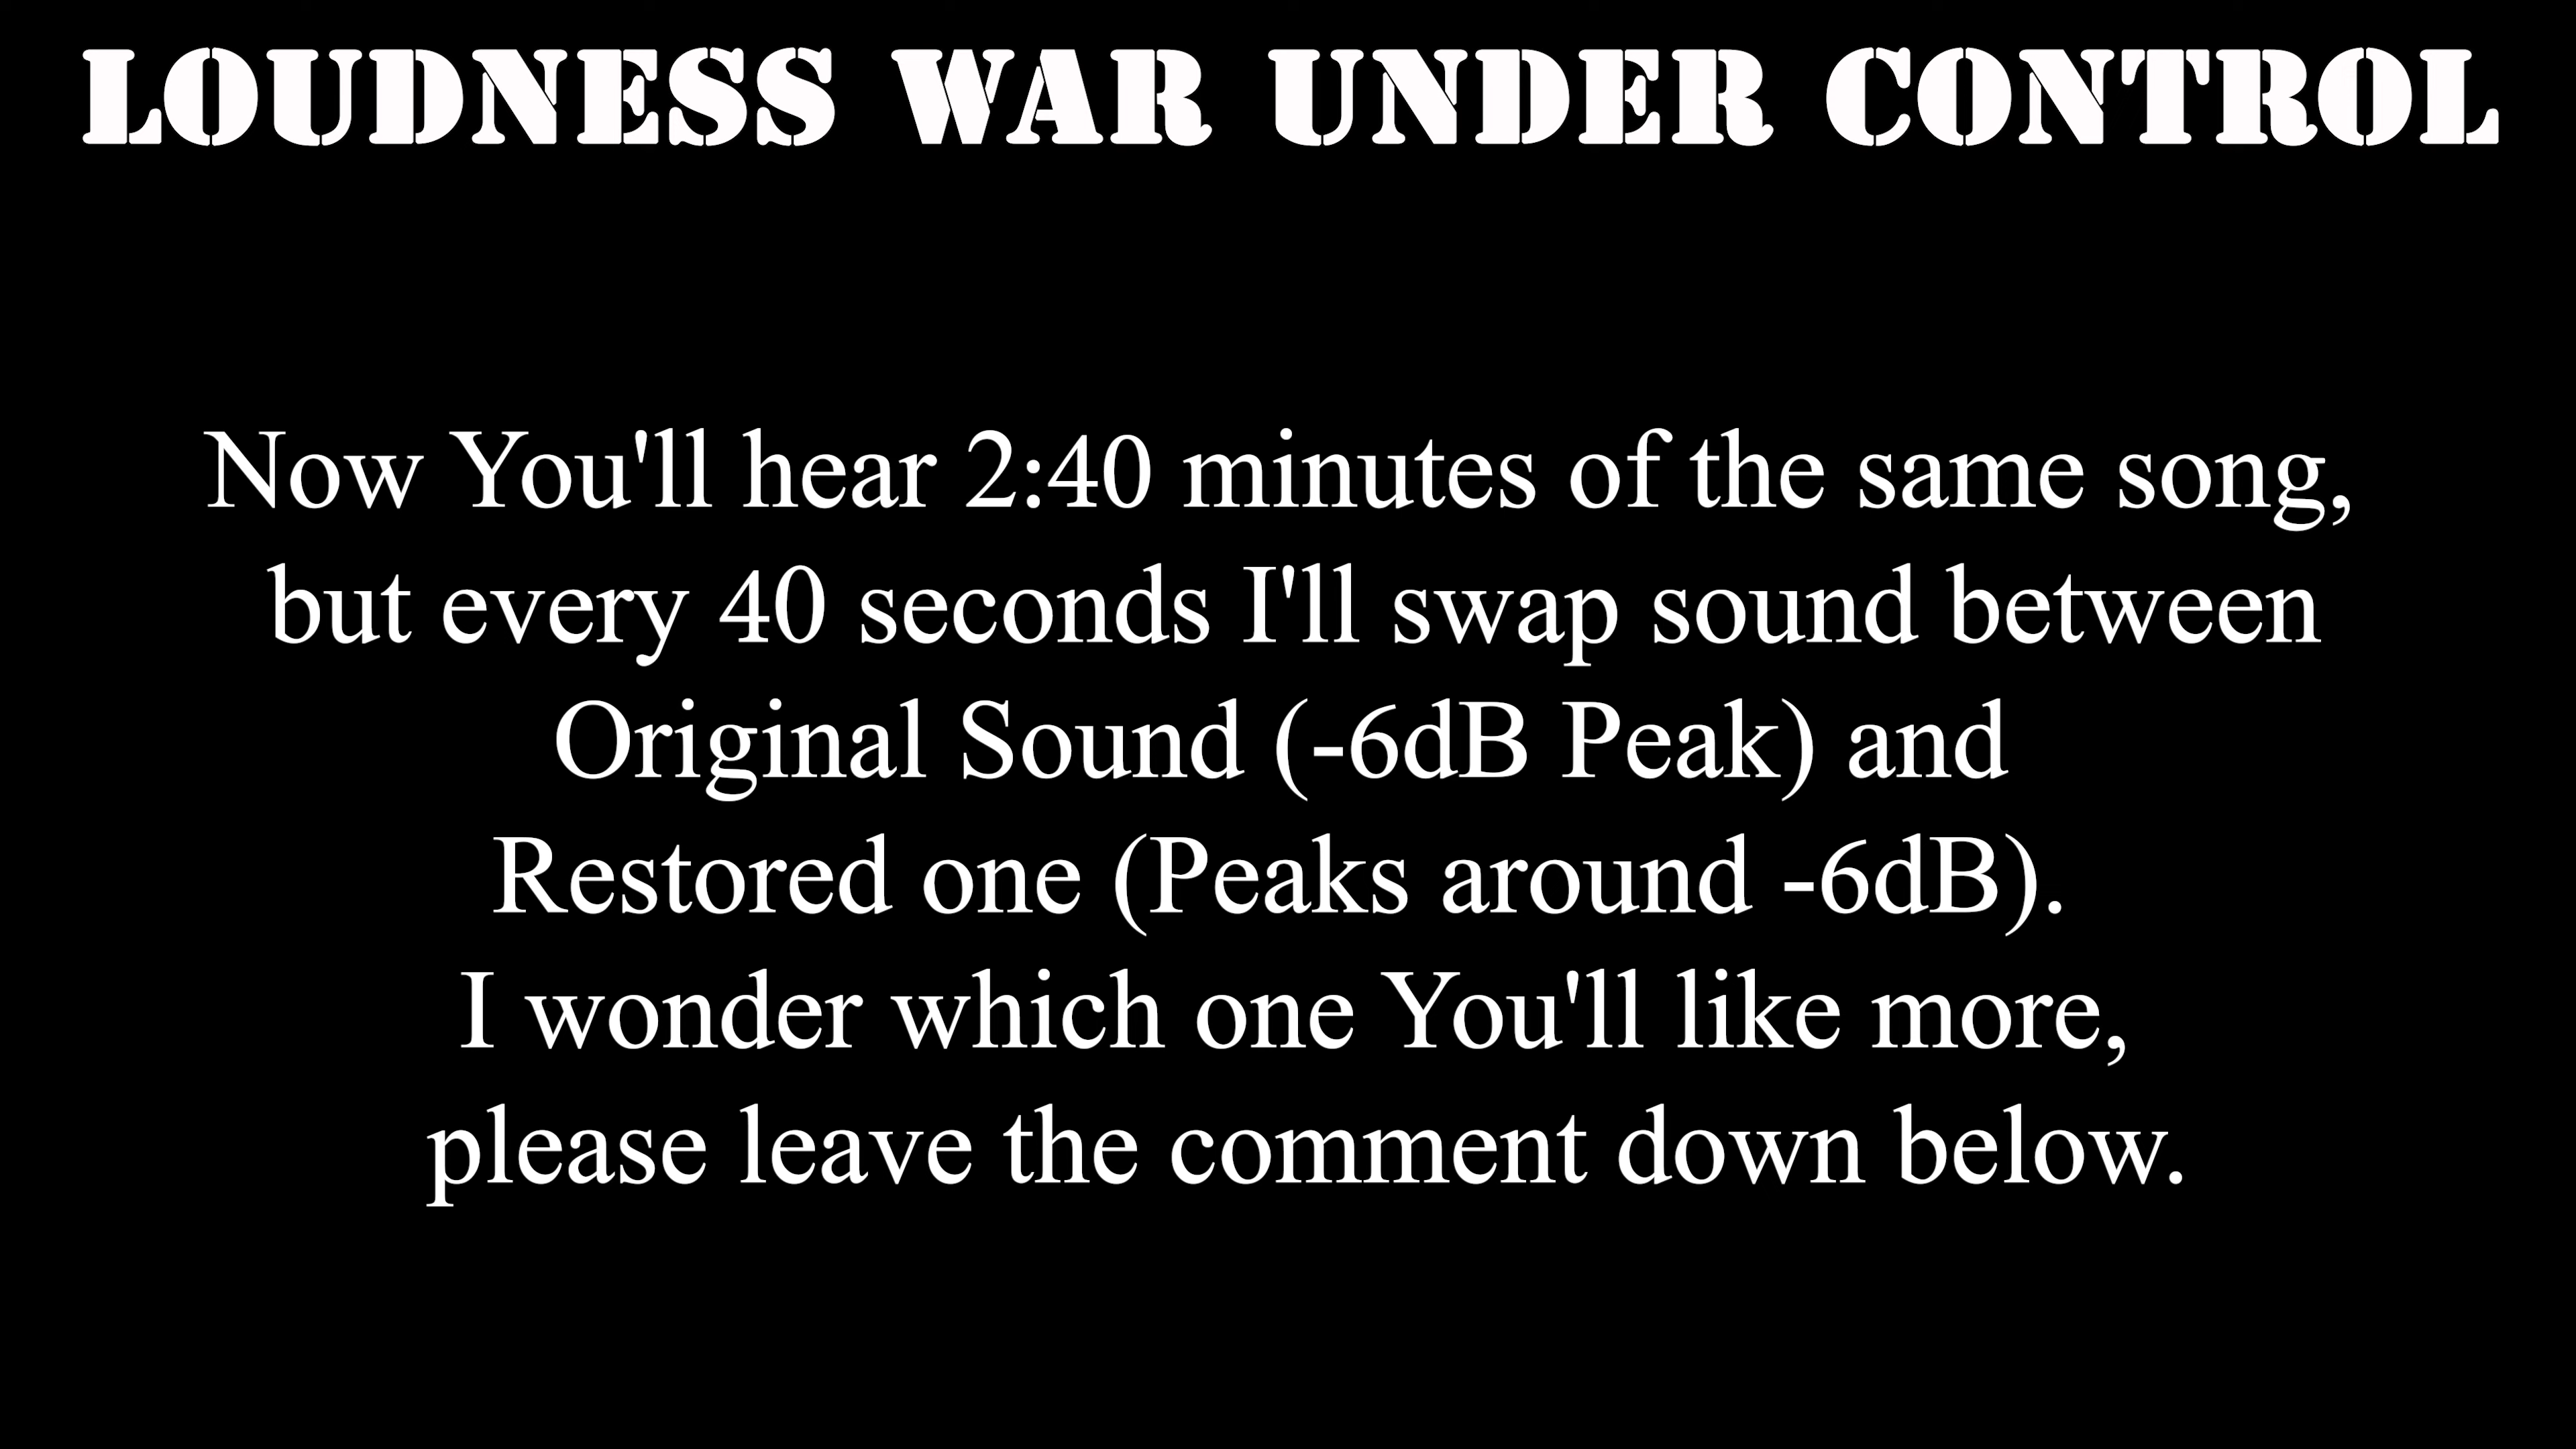 LOUDNESS WAR UNDER CONTROL
Now You'll hear 2:40 minutes of the same song,
but every 40 seconds I'll swap sound between
Original Sound (-6dB Peak) and
Restored one (Peaks around -6dB).
I wonder which one You'll like more,
please leave the comment down below.